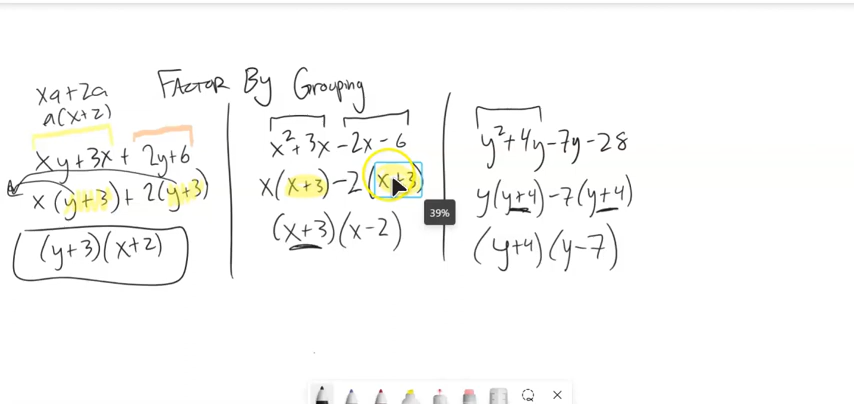 Factor By Grouping
xa+2a
a(x+2)
xy+3x+2y+6
x(y+3)+2(y+3)
(y+3)(x+2)
x²+3x-2x-6
x(x+3)-2(x+3)
(x+3)(x-2)
39%
y²+4y-7y-28
y(y+4)-7(y+4)
(y+4)(y-7)